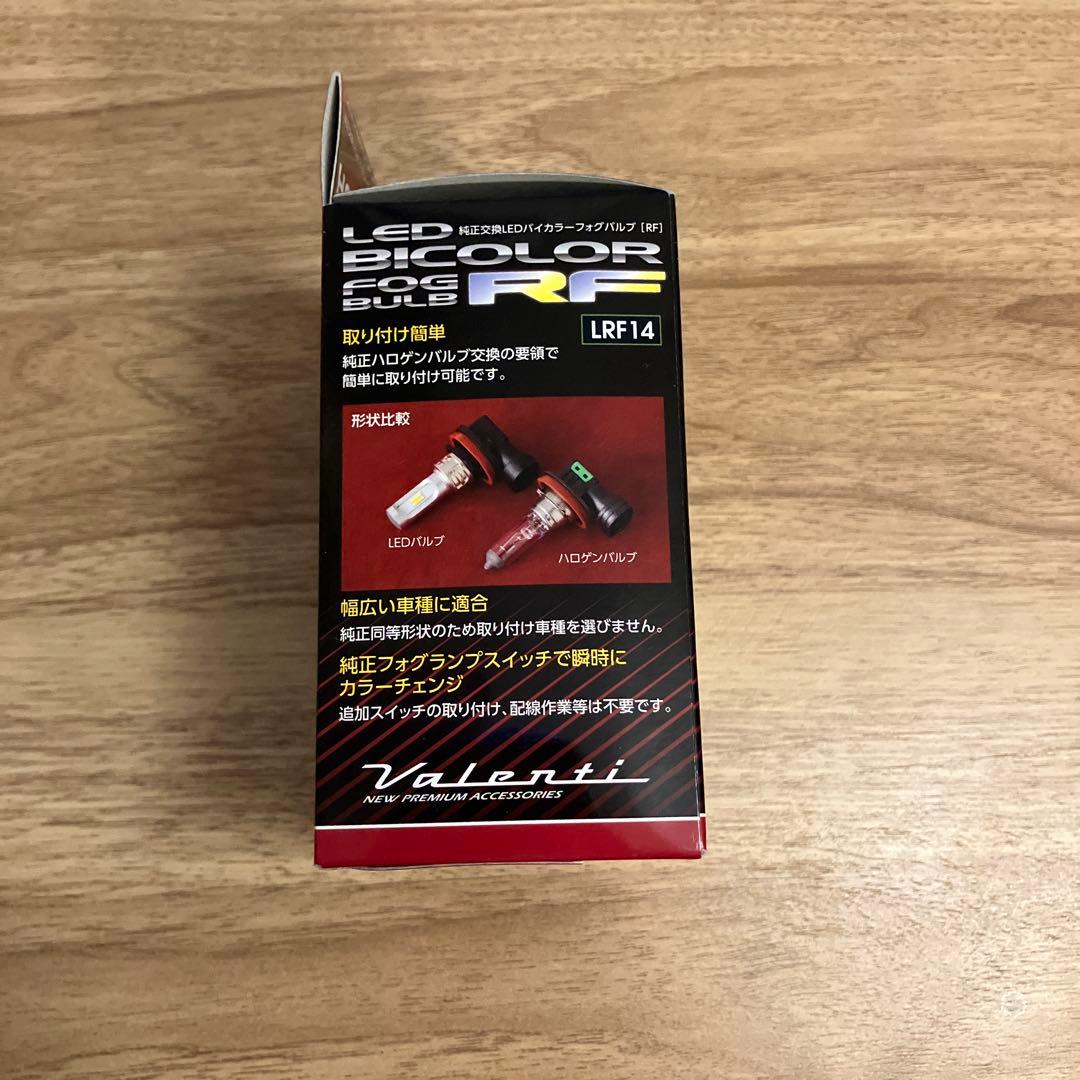 LED 純正交換LEDバイカラーフォグバルブ [RF]
BICOLOR
FOG
BULB RF
LRF14
取り付け簡単
純正ハロゲンバルブ交換の要領で
簡単に取り付け可能です。
形状比較
LEDバルブ
ハロゲンバルブ
幅広い車種に適合
純正同等形状のため取り付け車種を選びません。
純正フォグランプスイッチで瞬時に
カラーチェンジ
追加スイッチの取り付け、配線作業等は不要です。
Valenti
NEW PREMIUM ACCESSORIES